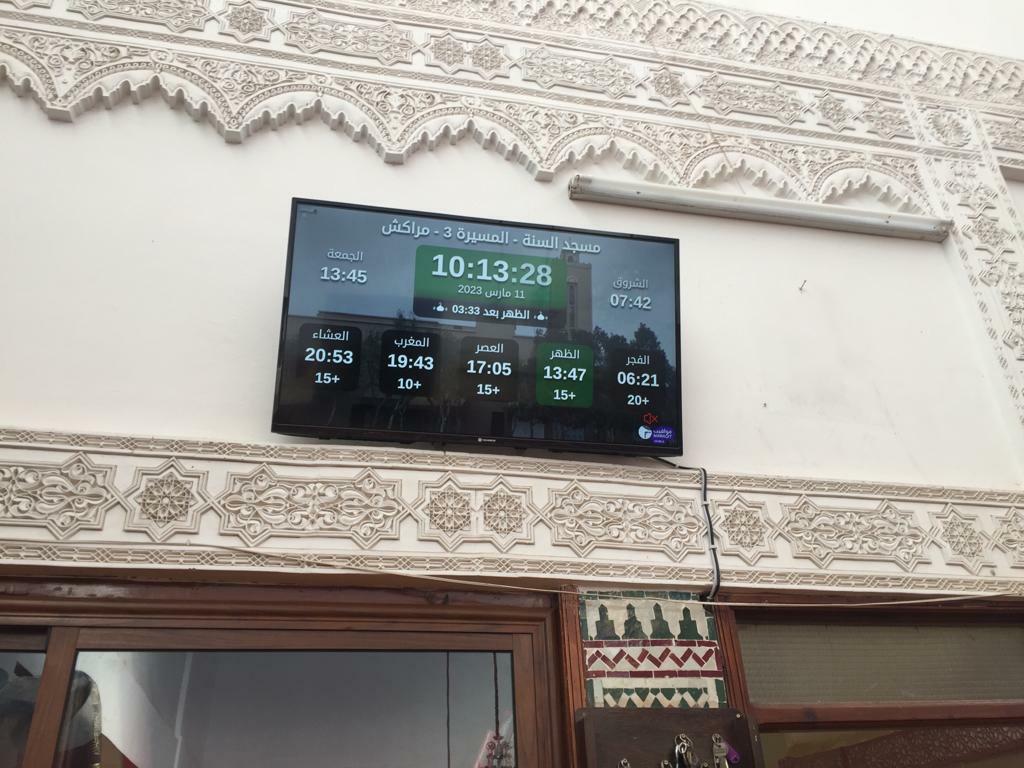 مسجد السنة - المسيرة 3 - مراكش
الشروق
07:42
10:13:28
11 مارس 2023
الظهر بعد 03:33
الجمعة
13:45
الفجر
06:21
20+
الظهر
13:47
15+
العصر
17:05
15+
المغرب
19:43
10+
العشاء
20:53
15+
مواقيت
MAWAQIT